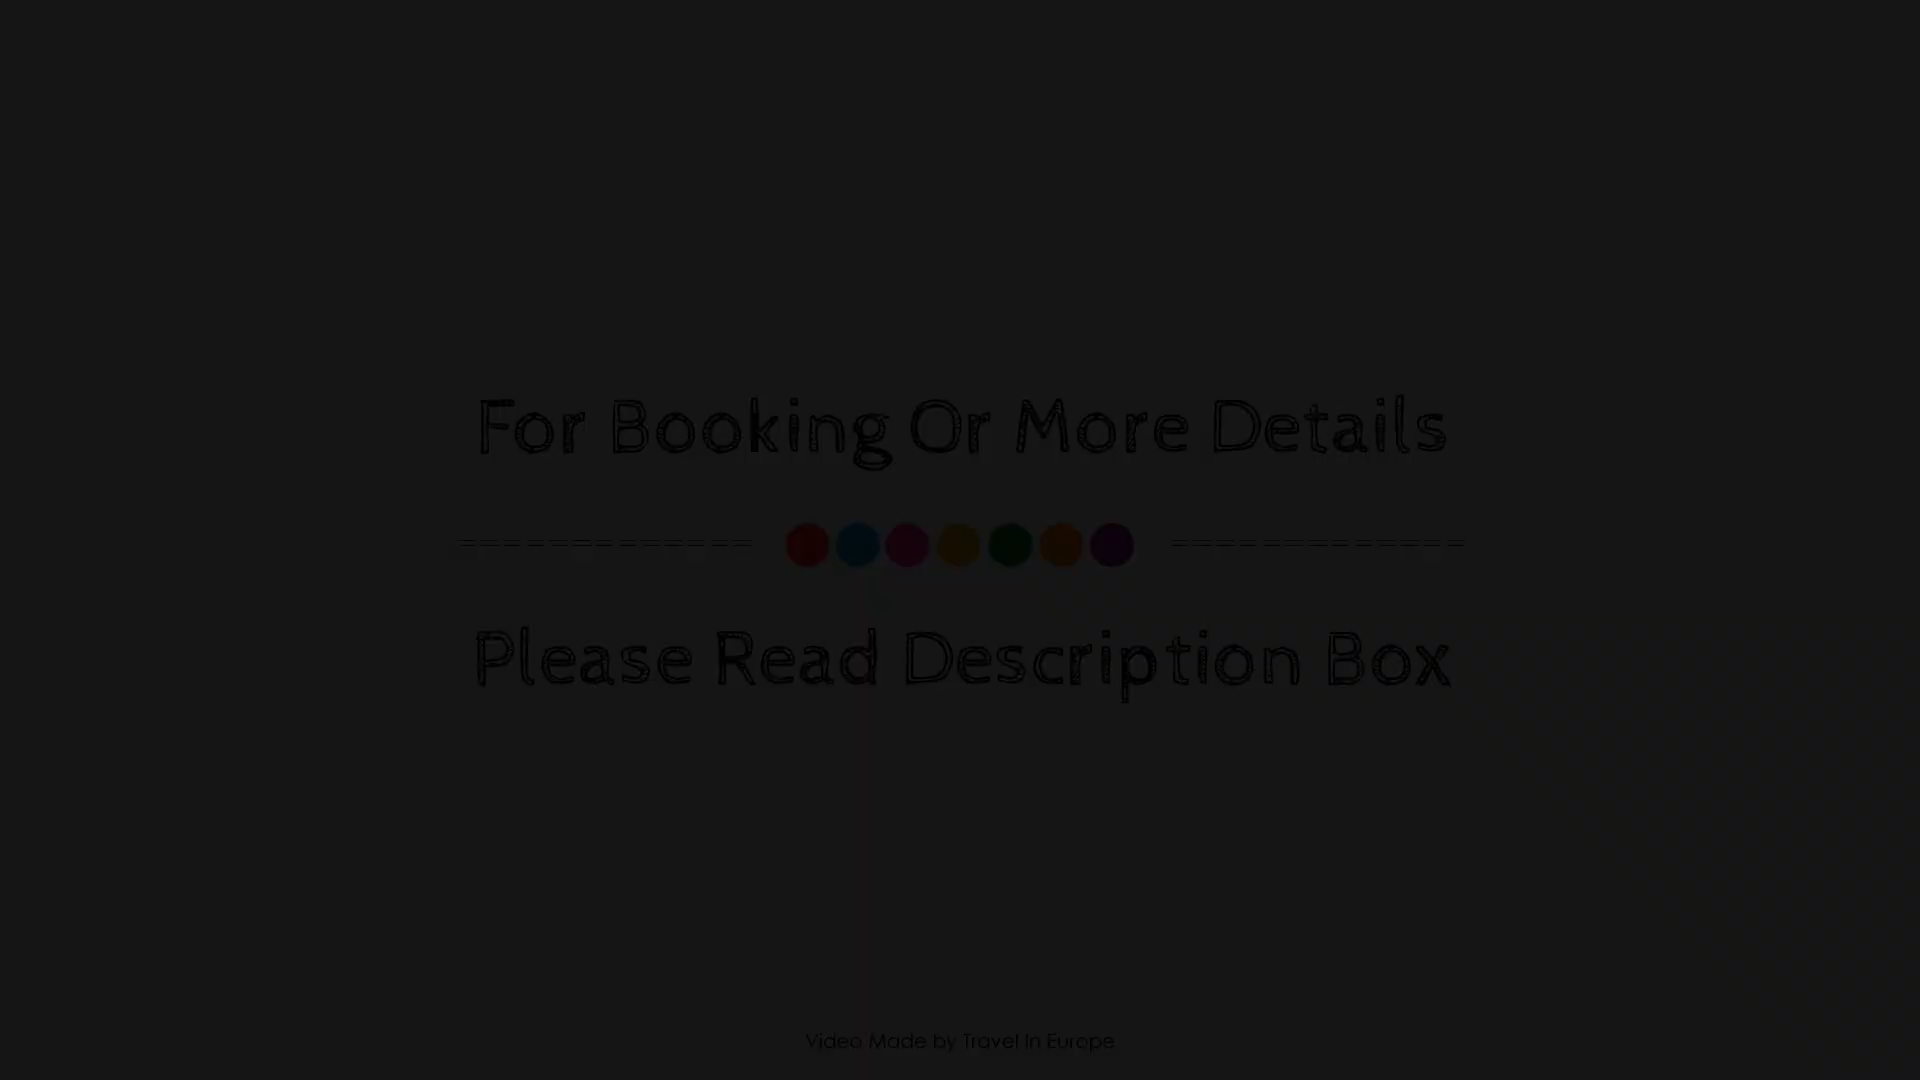 For Booking Or More Details
============= =============
Please Read Description Box
Video Made by Travel In Europe